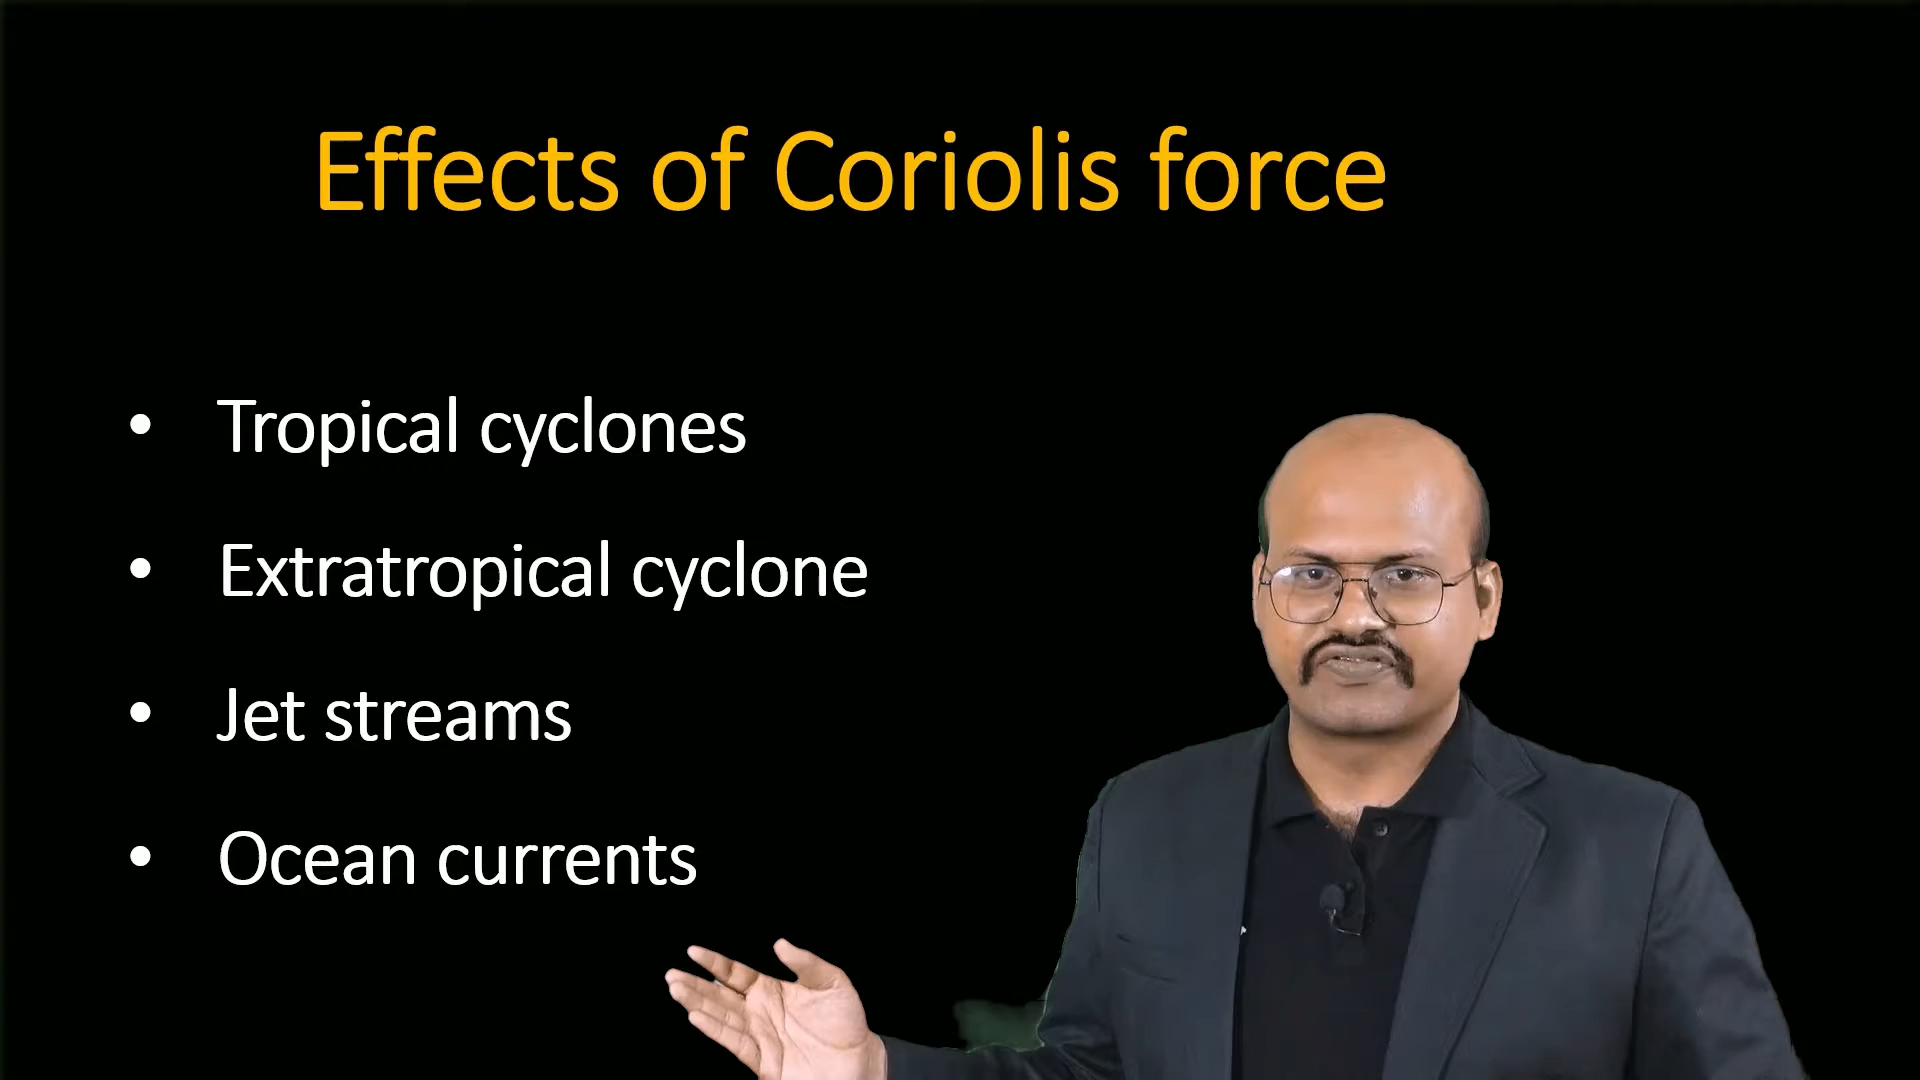 Effects of Coriolis force
• Tropical cyclones
• Extratropical cyclone
• Jet streams
• Ocean currents